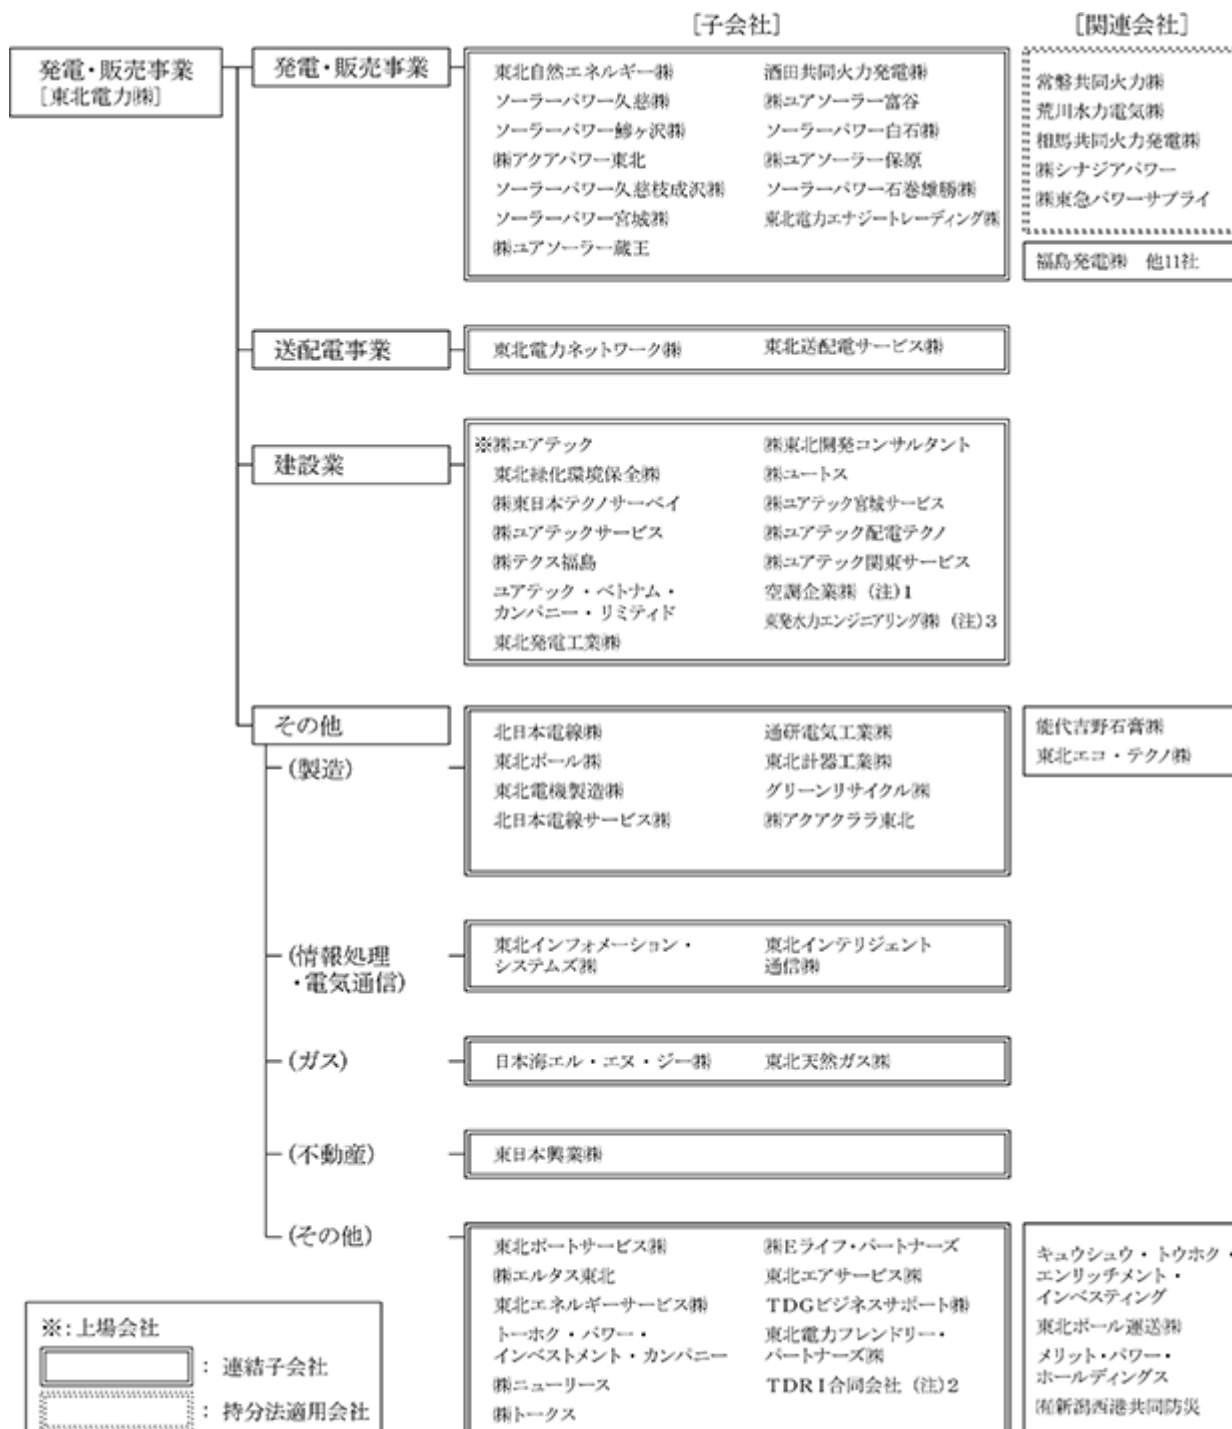 [子会社]
[関連会社]
発電・販売事業
[東北電力㈱]
発電・販売事業
東北自然エネルギー㈱
ソーラーパワー久慈㈱
ソーラーパワー鰺ヶ沢㈱
㈱アクアパワー東北
ソーラーパワー久慈枝成沢㈱
ソーラーパワー宮城㈱
㈱ユアソーラー蔵王
酒田共同火力発電㈱
㈱ユアソーラー富谷
ソーラーパワー白石㈱
㈱ユアソーラー保原
ソーラーパワー石巻雄勝㈱
東北電力エナジートレーディング㈱
常磐共同火力㈱
荒川水力電気㈱
相馬共同火力発電㈱
㈱シナジアパワー
㈱東急パワーサプライ
福島発電㈱ 他11社
送配電事業
東北電力ネットワーク㈱
東北送配電サービス㈱
建設業
※㈱ユアテック
東北緑化環境保全㈱
㈱東日本テクノサーベイ
㈱ユアテックサービス
㈱テクス福島
ユアテック・ベトナム・
カンパニー・リミティド
東北発電工業㈱
㈱東北開発コンサルタント
㈱ユートス
㈱ユアテック宮城サービス
㈱ユアテック配電テクノ
㈱ユアテック関東サービス
空調企業㈱ (注)1
東発水力エンジニアリング㈱ (注)3
その他
(製造)
北日本電線㈱
東北ポール㈱
東北電機製造㈱
北日本電線サービス㈱
通研電気工業㈱
東北計器工業㈱
グリーンリサイクル㈱
㈱アクアクララ東北
能代吉野石膏㈱
東北エコ・テクノ㈱
(情報処理
・電気通信)
東北インフォメーション・
システムズ㈱
東北インテリジェント
通信㈱
(ガス)
日本海エル・エヌ・ジー㈱
東北天然ガス㈱
(不動産)
東日本興業㈱
(その他)
東北ポートサービス㈱
㈱エルタス東北
東北エネルギーサービス㈱
トーホク・パワー・
インベストメント・カンパニー
㈱ニューリース
㈱トークス
㈱Eライフ・パートナーズ
東北エアサービス㈱
TDGビジネスサポート㈱
東北電力フレンドリー・
パートナーズ㈱
TDRI合同会社 (注)2
キュウシュウ・トウホク・
エンリッチメント・
インベスティング
東北ポール運送㈱
メリット・パワー・
ホールディングス
㈲新潟西港共同防災
※:上場会社
: 連結子会社
: 持分法適用会社